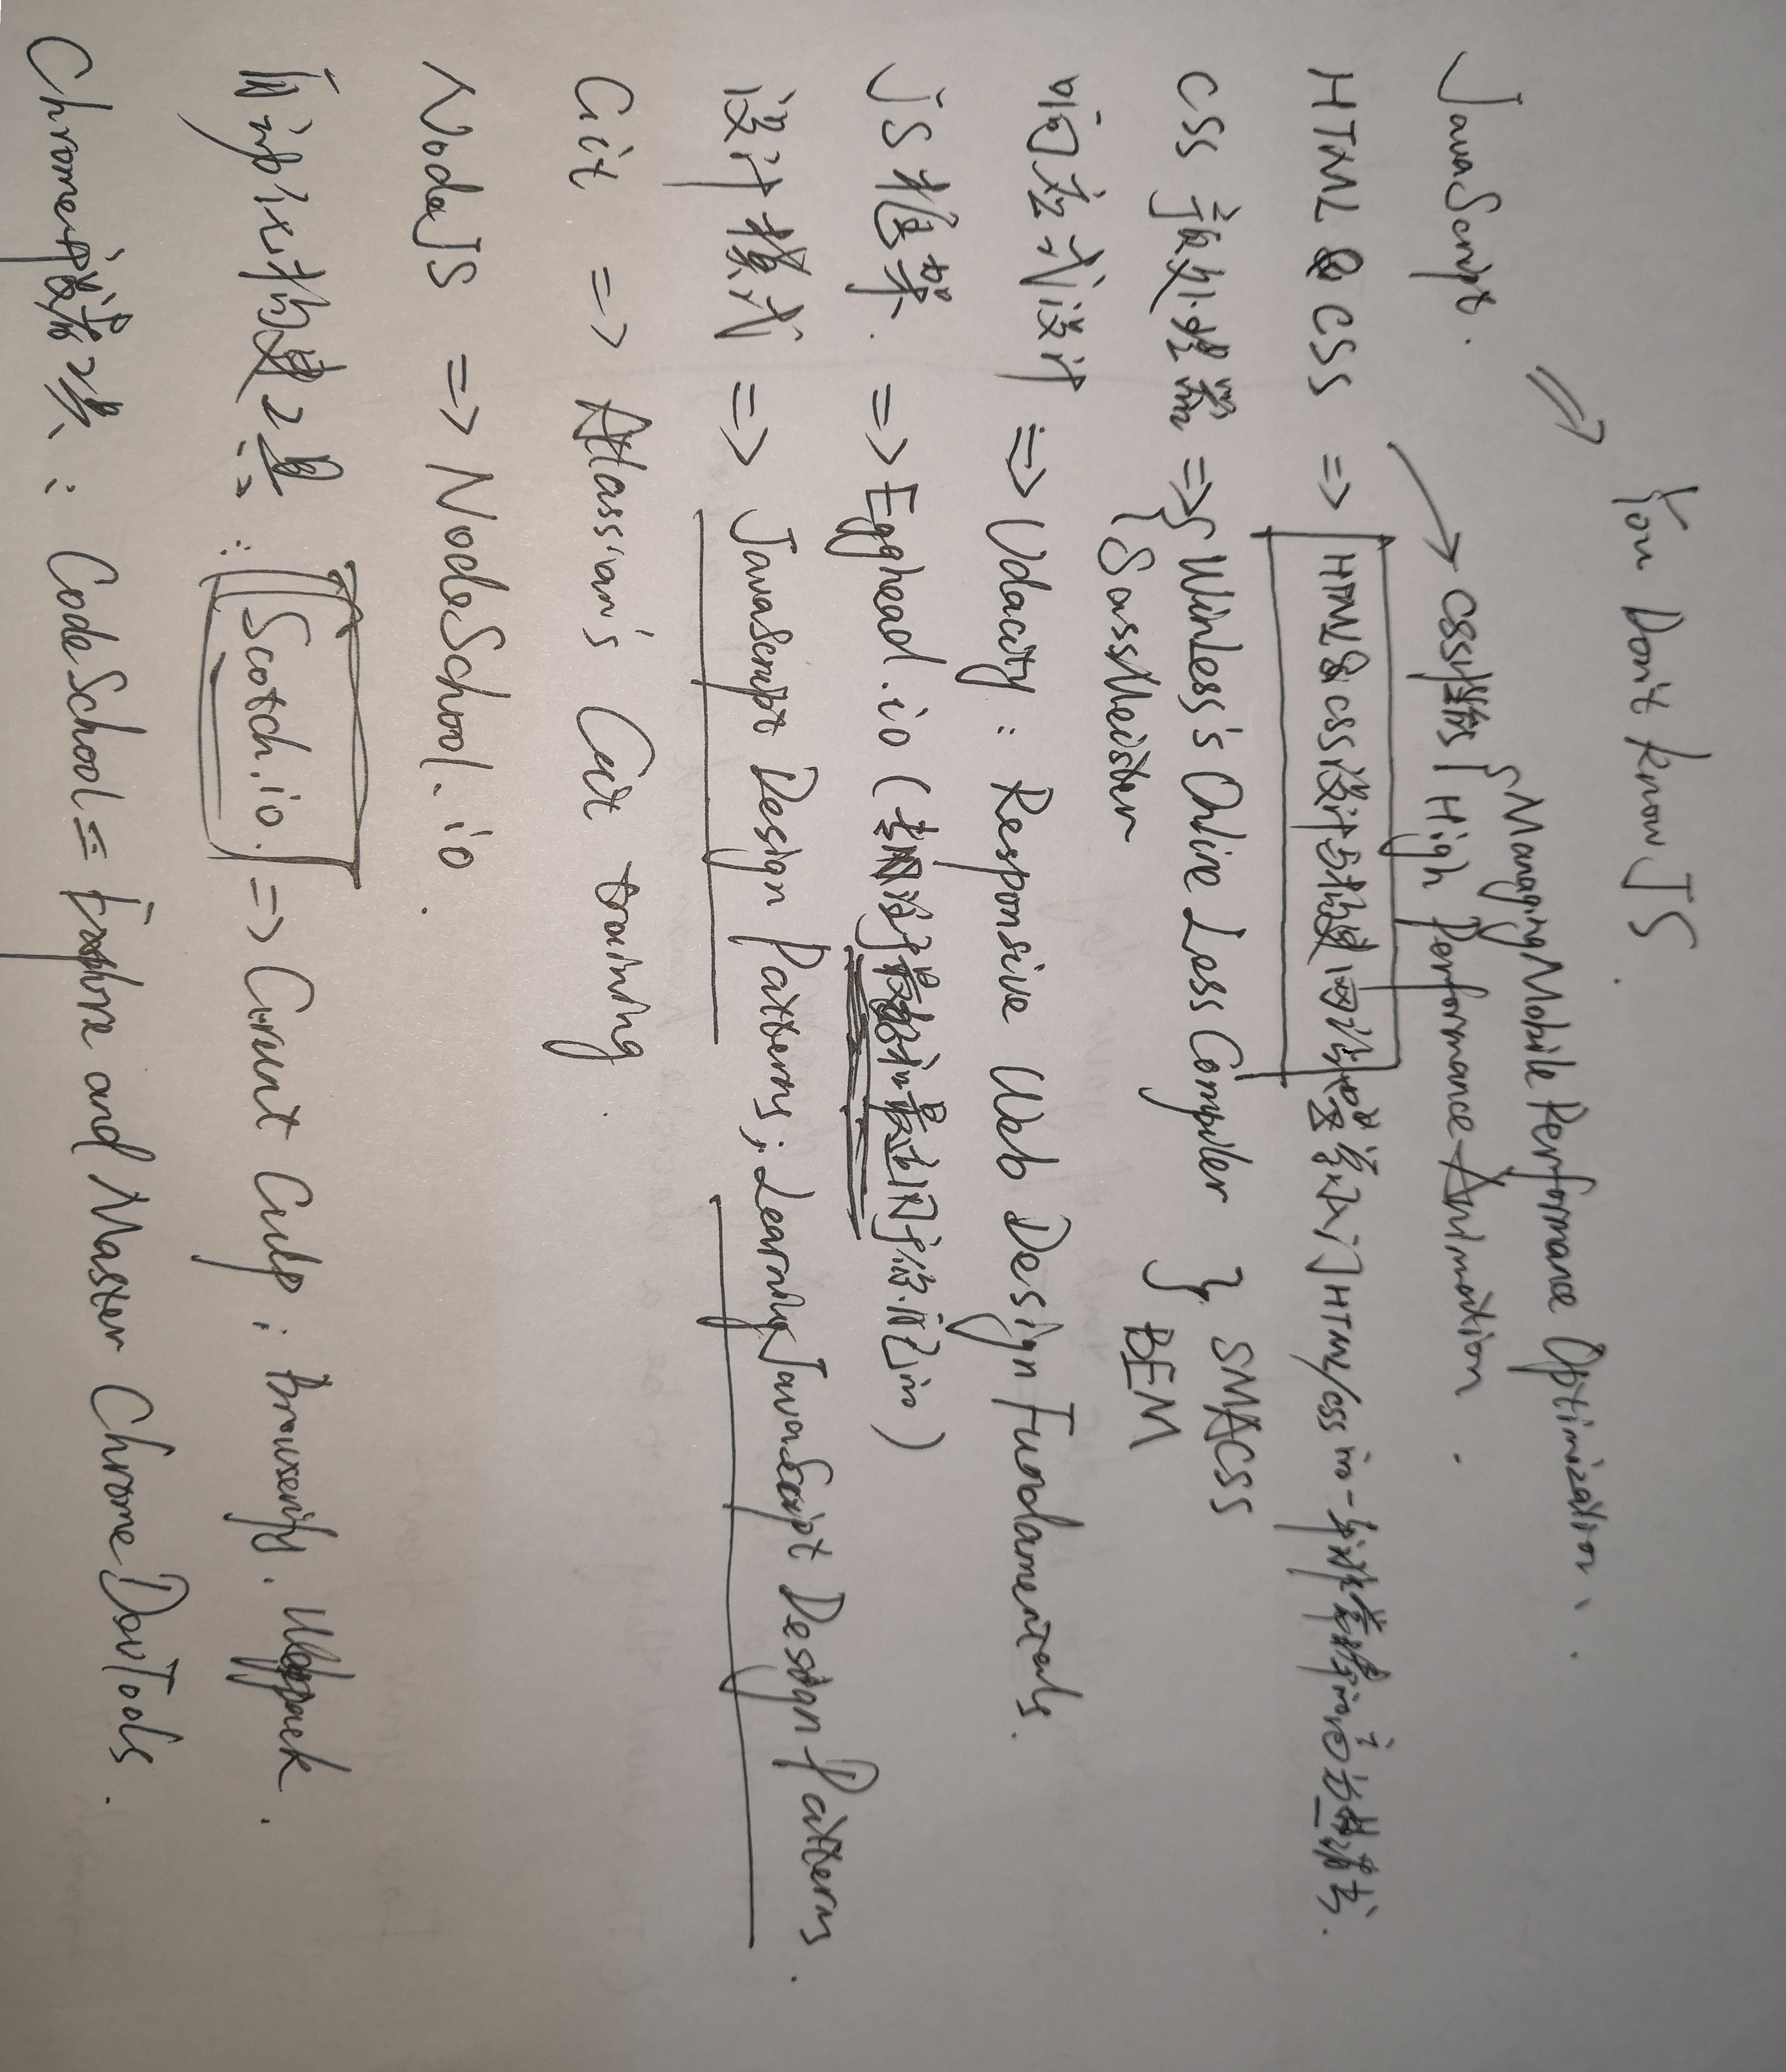 You Don't know JS.
JavaScript.
CSS性能 { Managing Mobile Performance Optimization、.
High Performance Animation.
HTML & CSS => HTML&CSS设计与构建网站 学入门HTML/css的一本非常棒的高分书.
CSS 预处理器 => { WinLess's Online Less Compiler } SMACSS
SassMeister BEM
响应式设计 => Udacity: Responsive Web Design Fundamentals.
JS框架. => Egghead.io (专注于最好和最适用于你自己的)
设计模式 => JavaScript Design Patterns; Learning JavaScript Design Patterns.
Git => Atlassian's Git training.
NodeJS => NodeSchool.io.
自动化构建工具: Scotch.io. => Grunt Culp; Browserify. Webpack.
Chrome开发者工具: CodeSchool = Explore and Master Chrome DevTools.